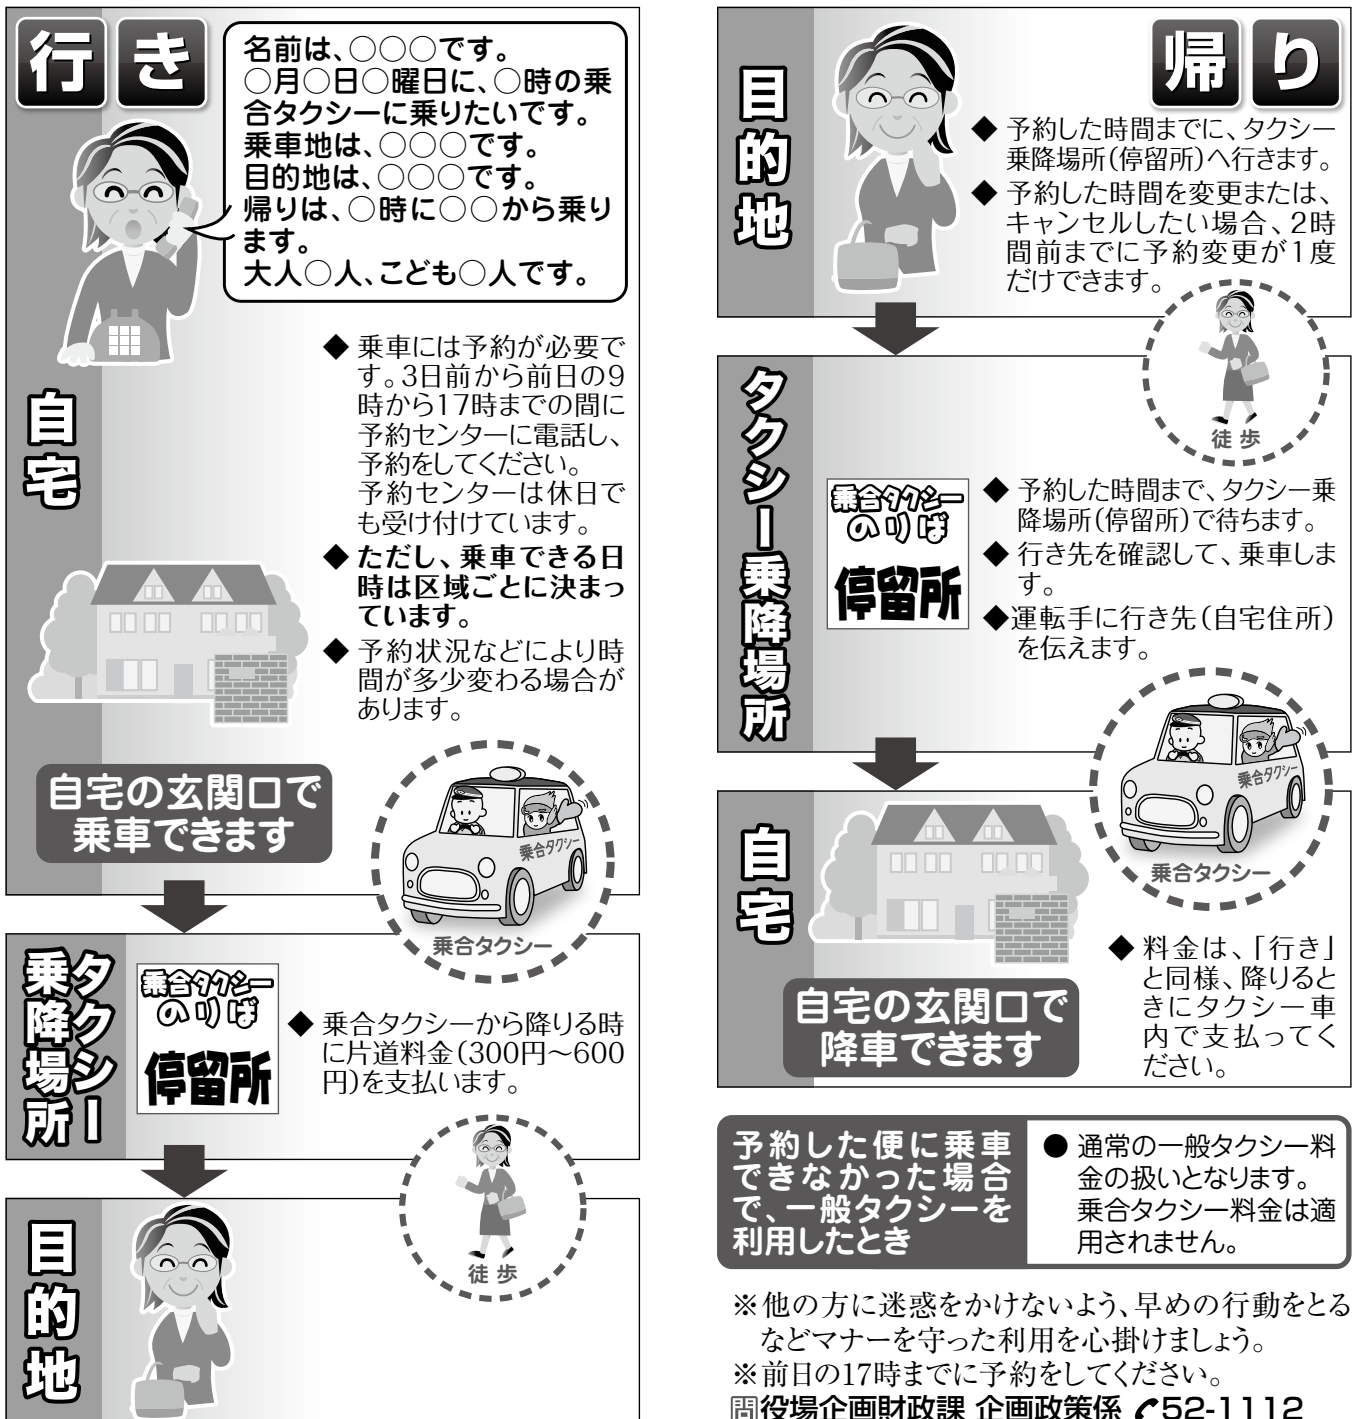 行き
名前は、○○○です。
○月○日○曜日に、○時の乗
合タクシーに乗りたいです。
乗車地は、○○○です。
目的地は、○○○です。
帰りは、○時に○○から乗り
ます。
大人○人、こども○人です。
自宅
◆ 乗車には予約が必要で
す。3日前から前日の9
時から17時までの間に
予約センターに電話し、
予約をしてください。
予約センターは休日で
も受け付けています。
◆ ただし、乗車できる日
時は区域ごとに決まっ
ています。
◆ 予約状況などにより時
間が多少変わる場合が
あります。
自宅の玄関口で
乗車できます
乗合タクシー
乗合タクシー
タクシー
乗降場所
乗合タクシー
のりば
停留所
◆ 乗合タクシーから降りる時
に片道料金(300円〜600
円)を支払います。
徒歩
目的地
帰り
目的地
◆ 予約した時間までに、タクシー
乗降場所(停留所)へ行きます。
◆ 予約した時間を変更または、
キャンセルしたい場合、2時
間前までに予約変更が1度
だけできます。
徒歩
タクシー乗降場所
乗合タクシー
のりば
停留所
◆ 予約した時間まで、タクシー乗
降場所(停留所)で待ちます。
◆ 行き先を確認して、乗車しま
す。
◆運転手に行き先(自宅住所)
を伝えます。
乗合タクシー
乗合タクシー
自宅
自宅の玄関口で
降車できます
◆ 料金は、「行き」
と同様、降りると
きにタクシー車
内で支払ってく
ださい。
予約した便に乗車
できなかった場合
で、一般タクシーを
利用したとき
● 通常の一般タクシー料
金の扱いとなります。
乗合タクシー料金は適
用されません。
※他の方に迷惑をかけないよう、早めの行動をとる
などマナーを守った利用を心掛けましょう。
※前日の17時までに予約をしてください。
問役場企画財政課 企画政策係 ✆52-1112